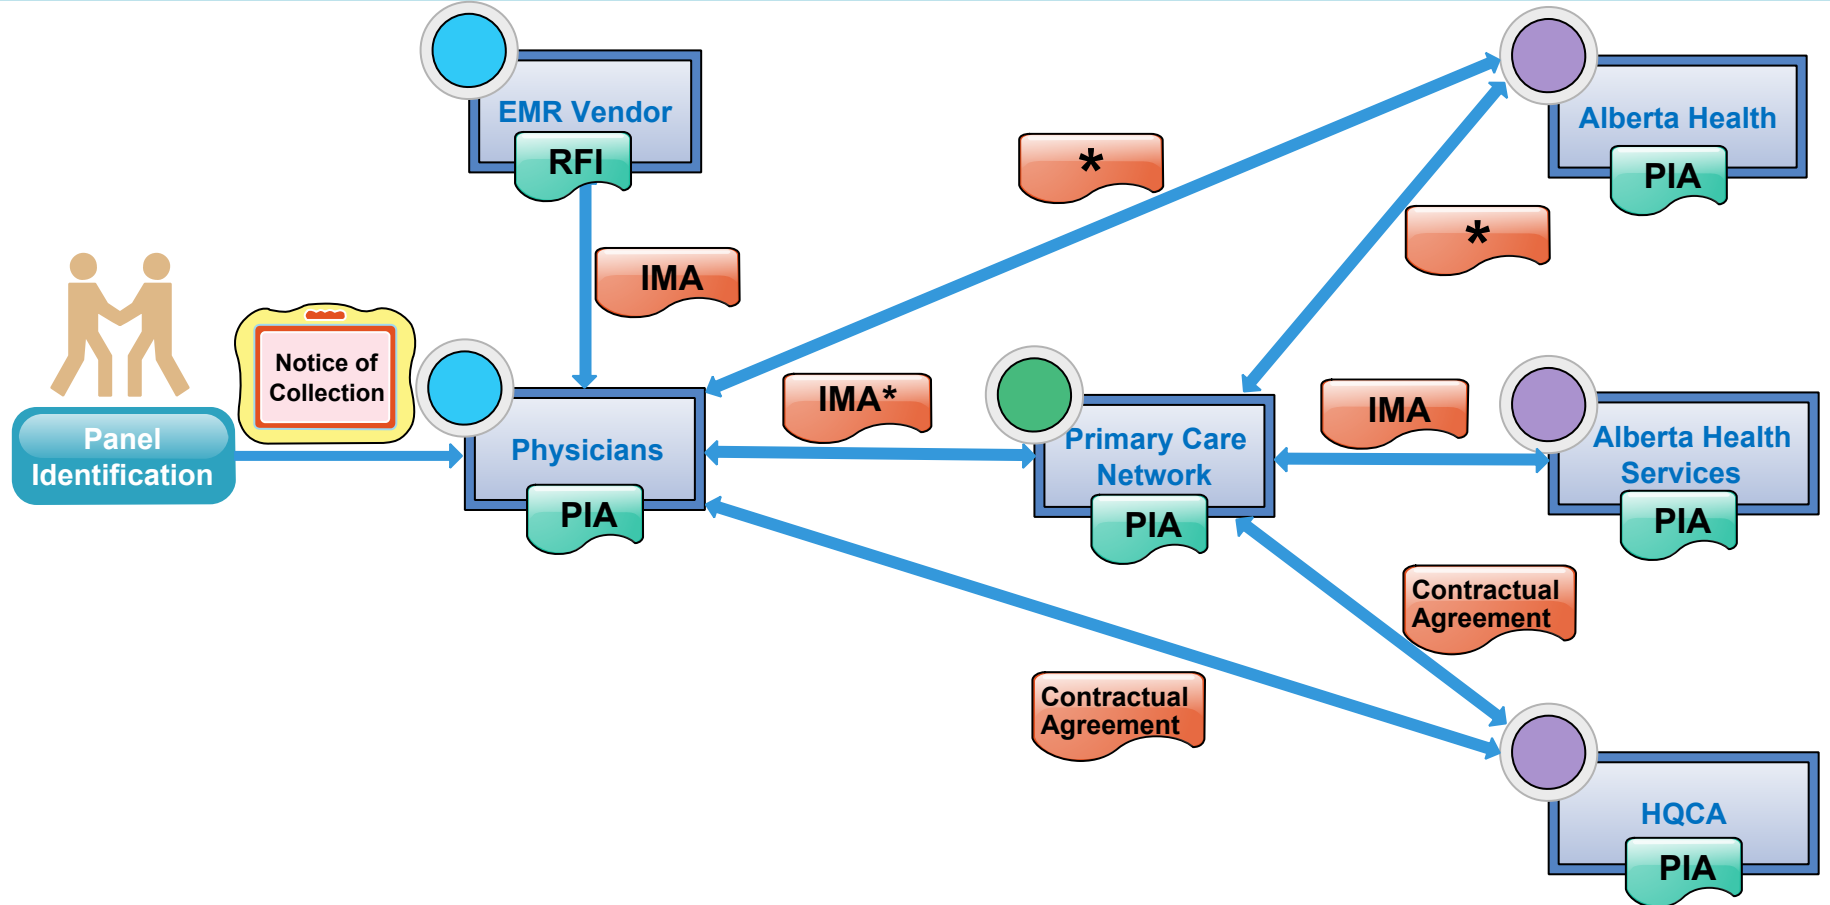 EMR Vendor
RFI
Alberta Health
PIA
*
*
IMA
Notice of
Collection
Panel
Identification
Physicians
PIA
IMA*
Primary Care
Network
PIA
IMA
Alberta Health
Services
PIA
Contractual
Agreement
Contractual
Agreement
HQCA
PIA